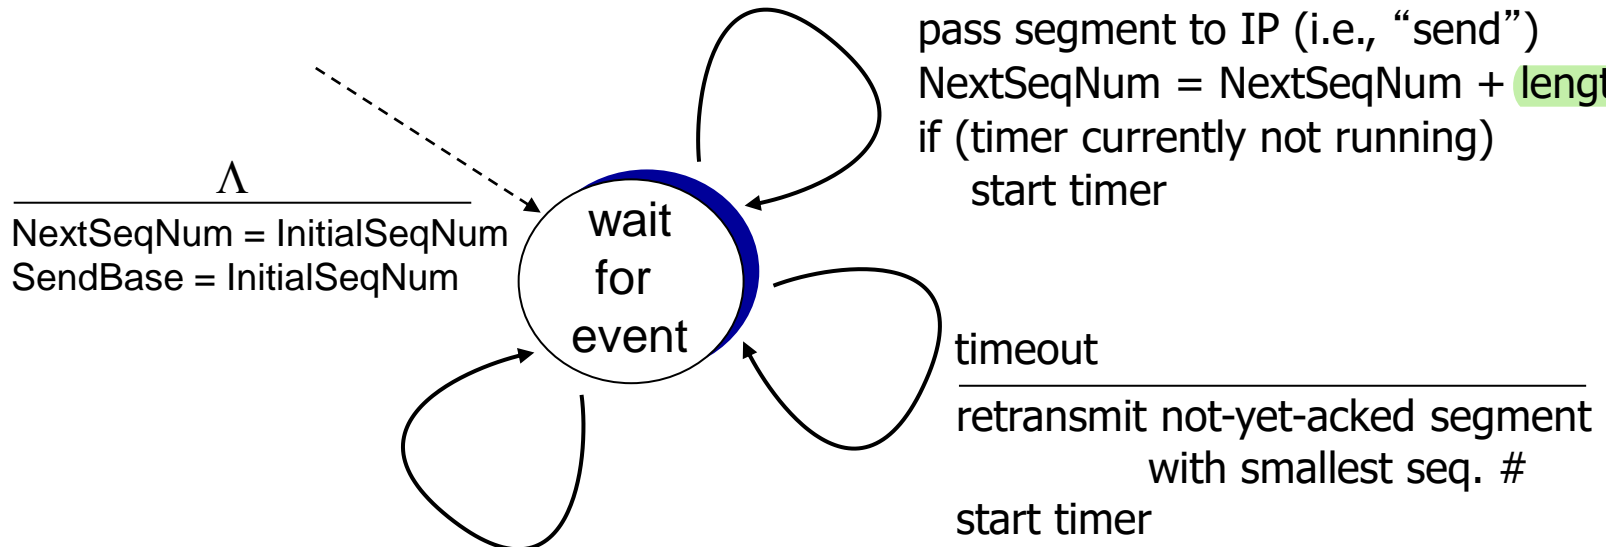 pass segment to IP (i.e., “send”)
NextSeqNum = NextSeqNum + lengt
if (timer currently not running)
start timer
Λ
NextSeqNum = InitialSeqNum
SendBase = InitialSeqNum
wait
for
event
timeout
retransmit not-yet-acked segment
with smallest seq. #
start timer